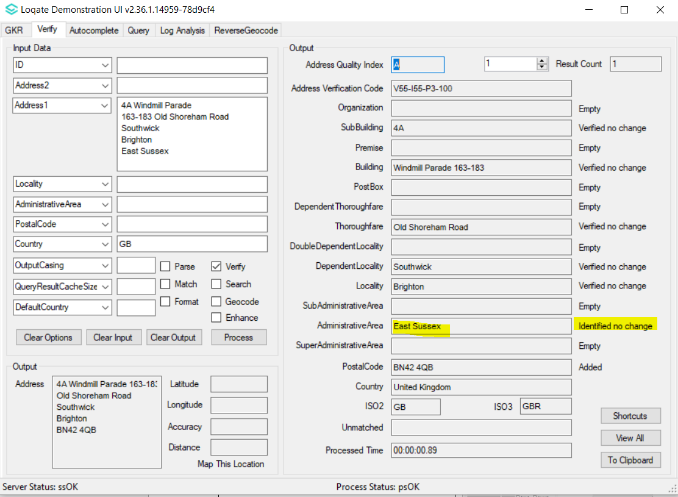 Loqate Demonstration UI v2.36.1.14959-78d9cf4
GKR Verify Autocomplete Query Log Analysis ReverseGeocode
Input Data
ID
Address2
Address1
4A Windmill Parade
163-183 Old Shoreham Road
Southwick
Brighton
East Sussex
Locality
AdministrativeArea
PostalCode
Country GB
OutputCasing Parse Verify
QueryResultCacheSize Match Search
DefaultCountry Format Geocode
Enhance
Clear Options Clear Input Clear Output Process
Output
Address
4A Windmill Parade 163-183
Old Shoreham Road
Southwick
Brighton
BN42 4QB
Latitude
Longitude
Accuracy
Distance
Map This Location
Output
Address Quality Index A 1 Result Count 1
Address Verification Code V55-I55-P3-100
Organization Empty
SubBuilding 4A Verified no change
Premise Empty
Building Windmill Parade 163-183 Verified no change
PostBox Empty
DependentThoroughfare Empty
Thoroughfare Old Shoreham Road Verified no change
DoubleDependentLocality Empty
DependentLocality Southwick Verified no change
Locality Brighton Verified no change
SubAdministrativeArea Empty
AdministrativeArea East Sussex Identified no change
SuperAdministrativeArea Empty
PostalCode BN42 4QB Added
Country United Kingdom
ISO2 GB ISO3 GBR
Unmatched
Processed Time 00:00:00.89
Shortcuts
View All
To Clipboard
Server Status: ssOK Process Status: psOK